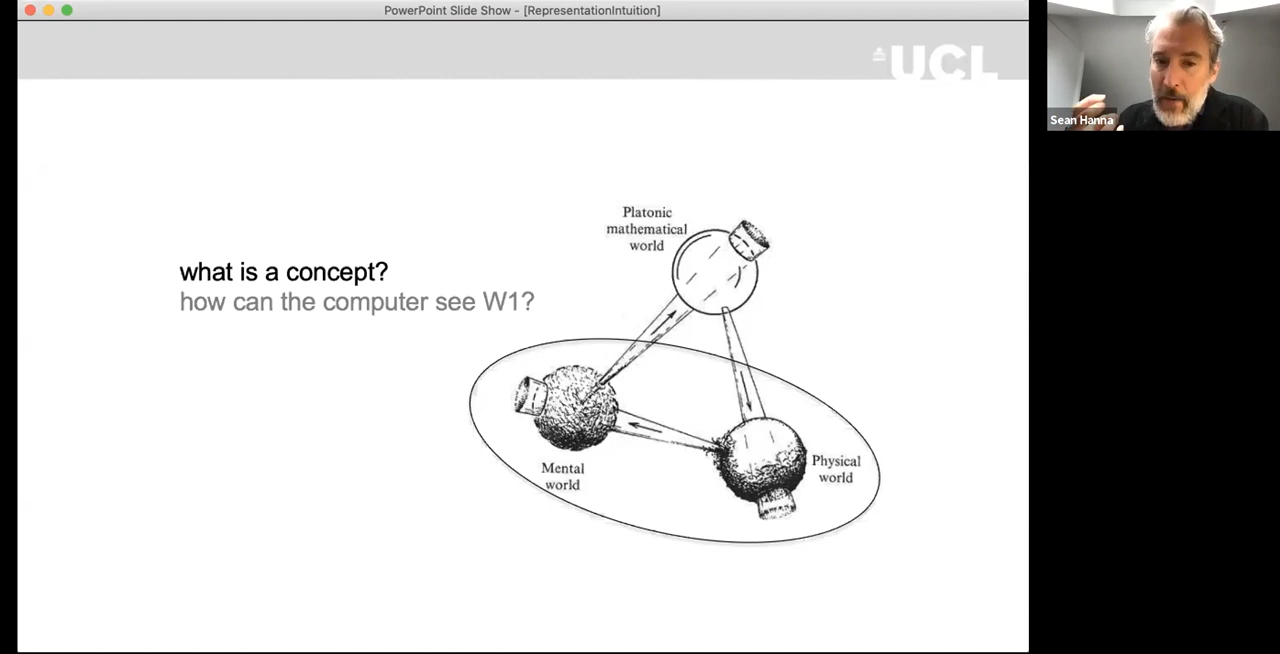 PowerPoint Slide Show - [RepresentationIntuition]
UCL
Sean Hanna
Platonic
mathematical
world
what is a concept?
how can the computer see W1?
Mental
world
Physical
world